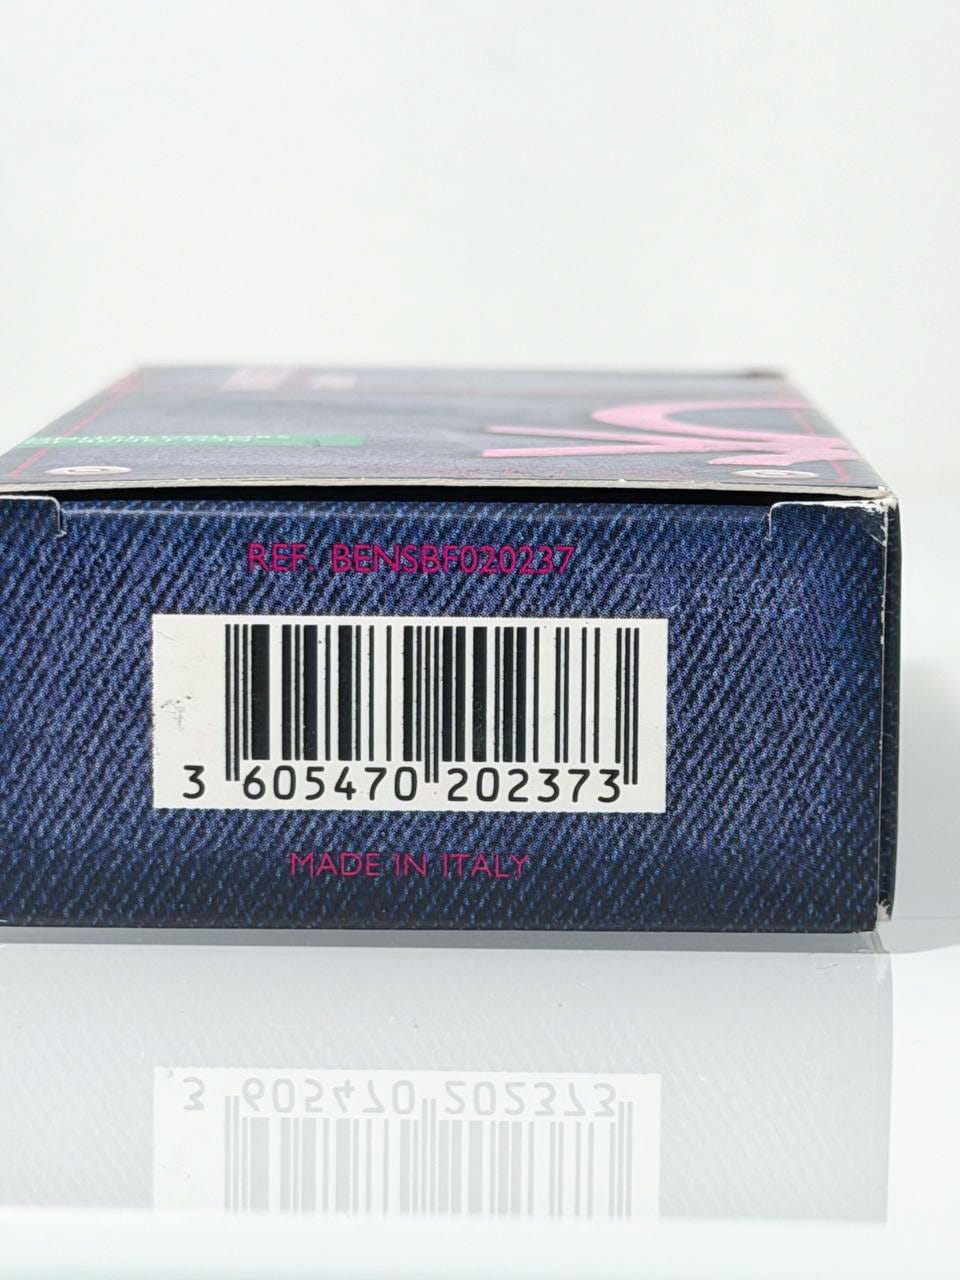 REF. BENSBF020237
3 605470 202373
MADE IN ITALY